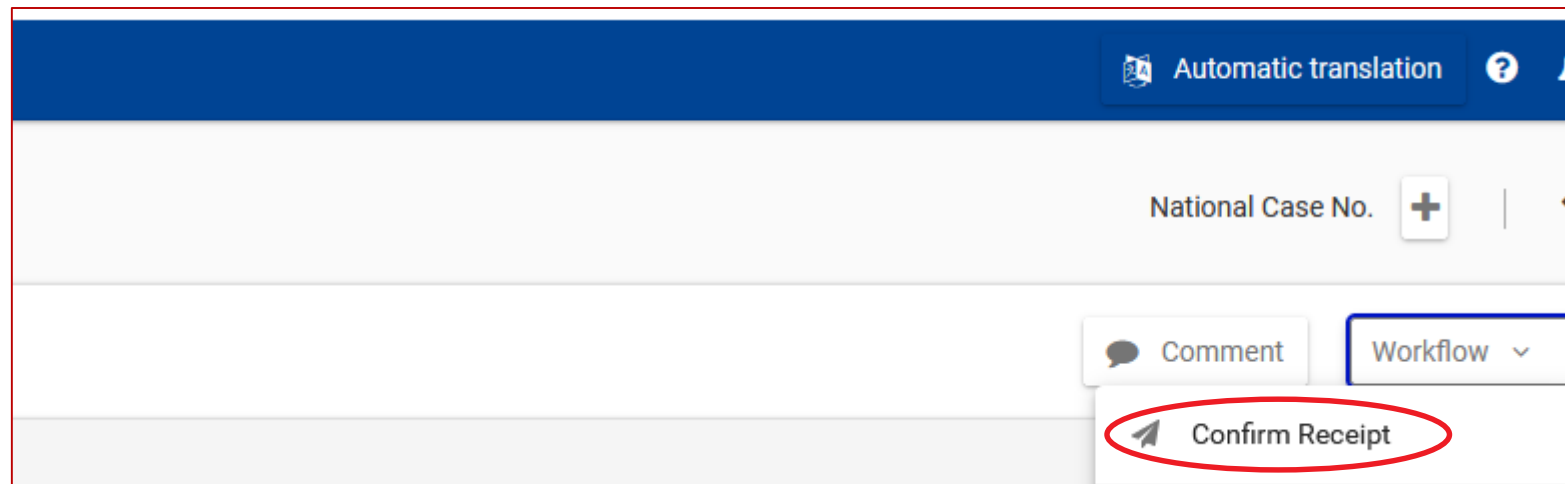 Automatic translation
National Case No.
Comment Workflow
Confirm Receipt